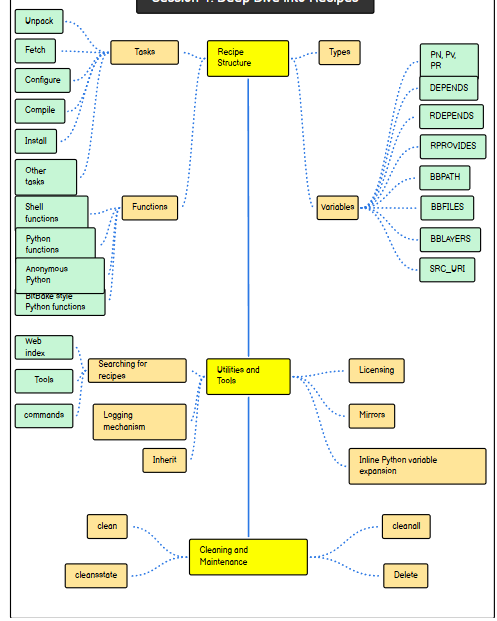 Session 4: Deep Dive into Recipes
Unpack
Fetch
Configure
Compile
Install
Other
tasks
Tasks
Recipe
Structure
Types
PN, Pv,
PR
DEPENDS
RDEPENDS
RPROVIDES
BBPATH
BBFILES
BBLAYERS
SRC_URI
Variables
Functions
Shell
functions
Python
functions
Anonymous
Python
BitBake style
Python functions
Web
index
Tools
commands
Searching for
recipes
Logging
mechanism
Inherit
Utilities and
Tools
Licensing
Mirrors
Inline Python variable
expansion
clean
cleansstate
Cleaning and
Maintenance
cleanall
Delete